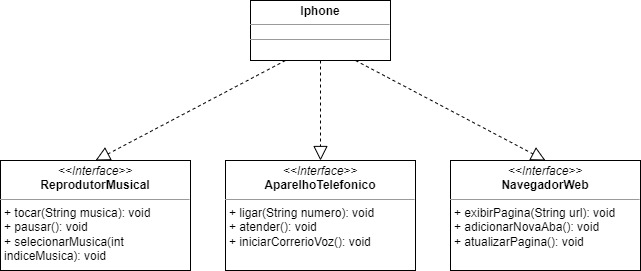 Iphone
<<Interface>>
ReprodutorMusical
+ tocar(String musica): void
+ pausar(): void
+ selecionarMusica(int
indiceMusica): void
<<Interface>>
AparelhoTelefonico
+ ligar(String numero): void
+ atender(): void
+ iniciarCorrerioVoz(): void
<<Interface>>
NavegadorWeb
+ exibirPagina(String url): void
+ adicionarNovaAba(): void
+ atualizarPagina(): void